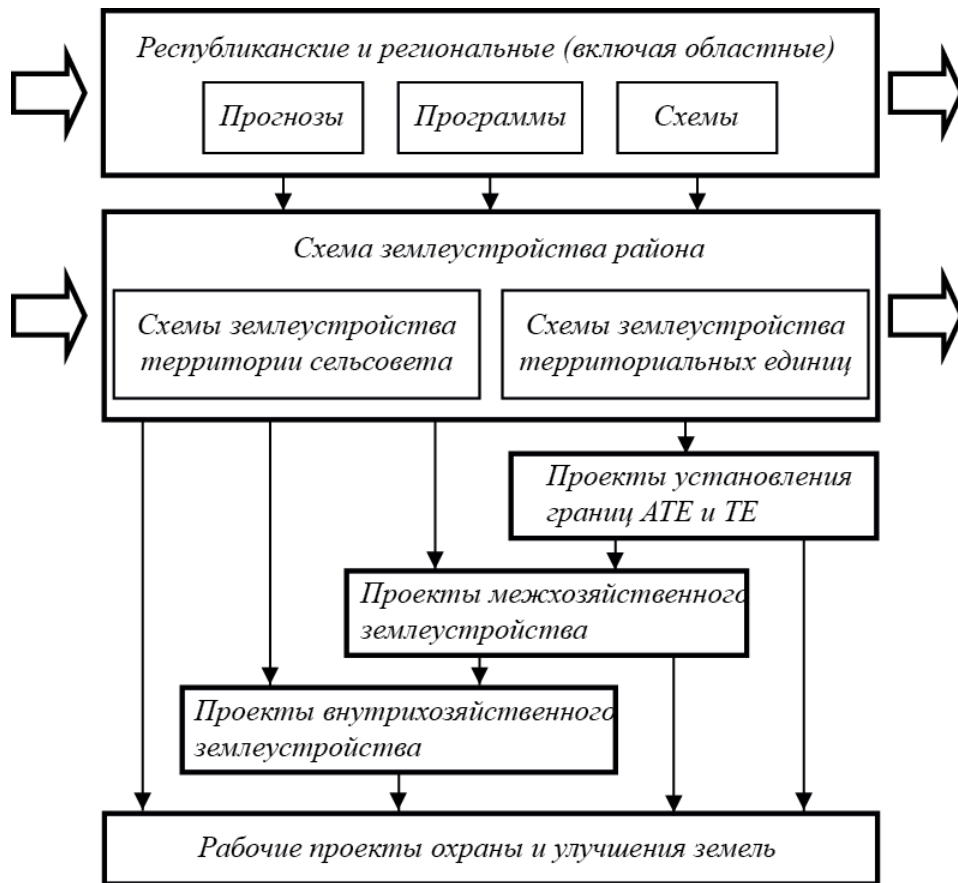 Республиканские и региональные (включая областные)
Прогнозы
Программы
Схемы
Схема землеустройства района
Схемы землеустройства
территории сельсовета
Схемы землеустройства
территориальных единиц
Проекты установления
границ АТЕ и ТЕ
Проекты межхозяйственного
землеустройства
Проекты внутрихозяйственного
землеустройства
Рабочие проекты охраны и улучшения земель